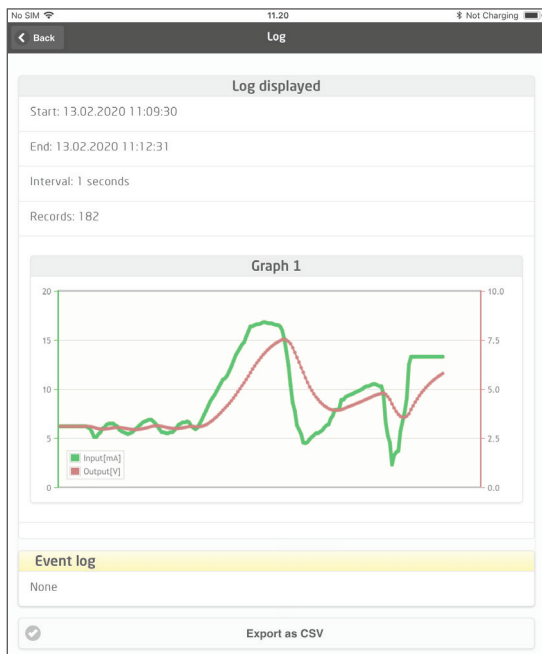 No SIM 11.20 Not Charging
Back Log
Log displayed
Start: 13.02.2020 11:09:30
End: 13.02.2020 11:12:31
Interval: 1 seconds
Records: 182
Graph 1
20 10.0
15 7.5
10 5.0
5 2.5
Input[mA]
Output[V]
0 0.0
Event log
None
Export as CSV